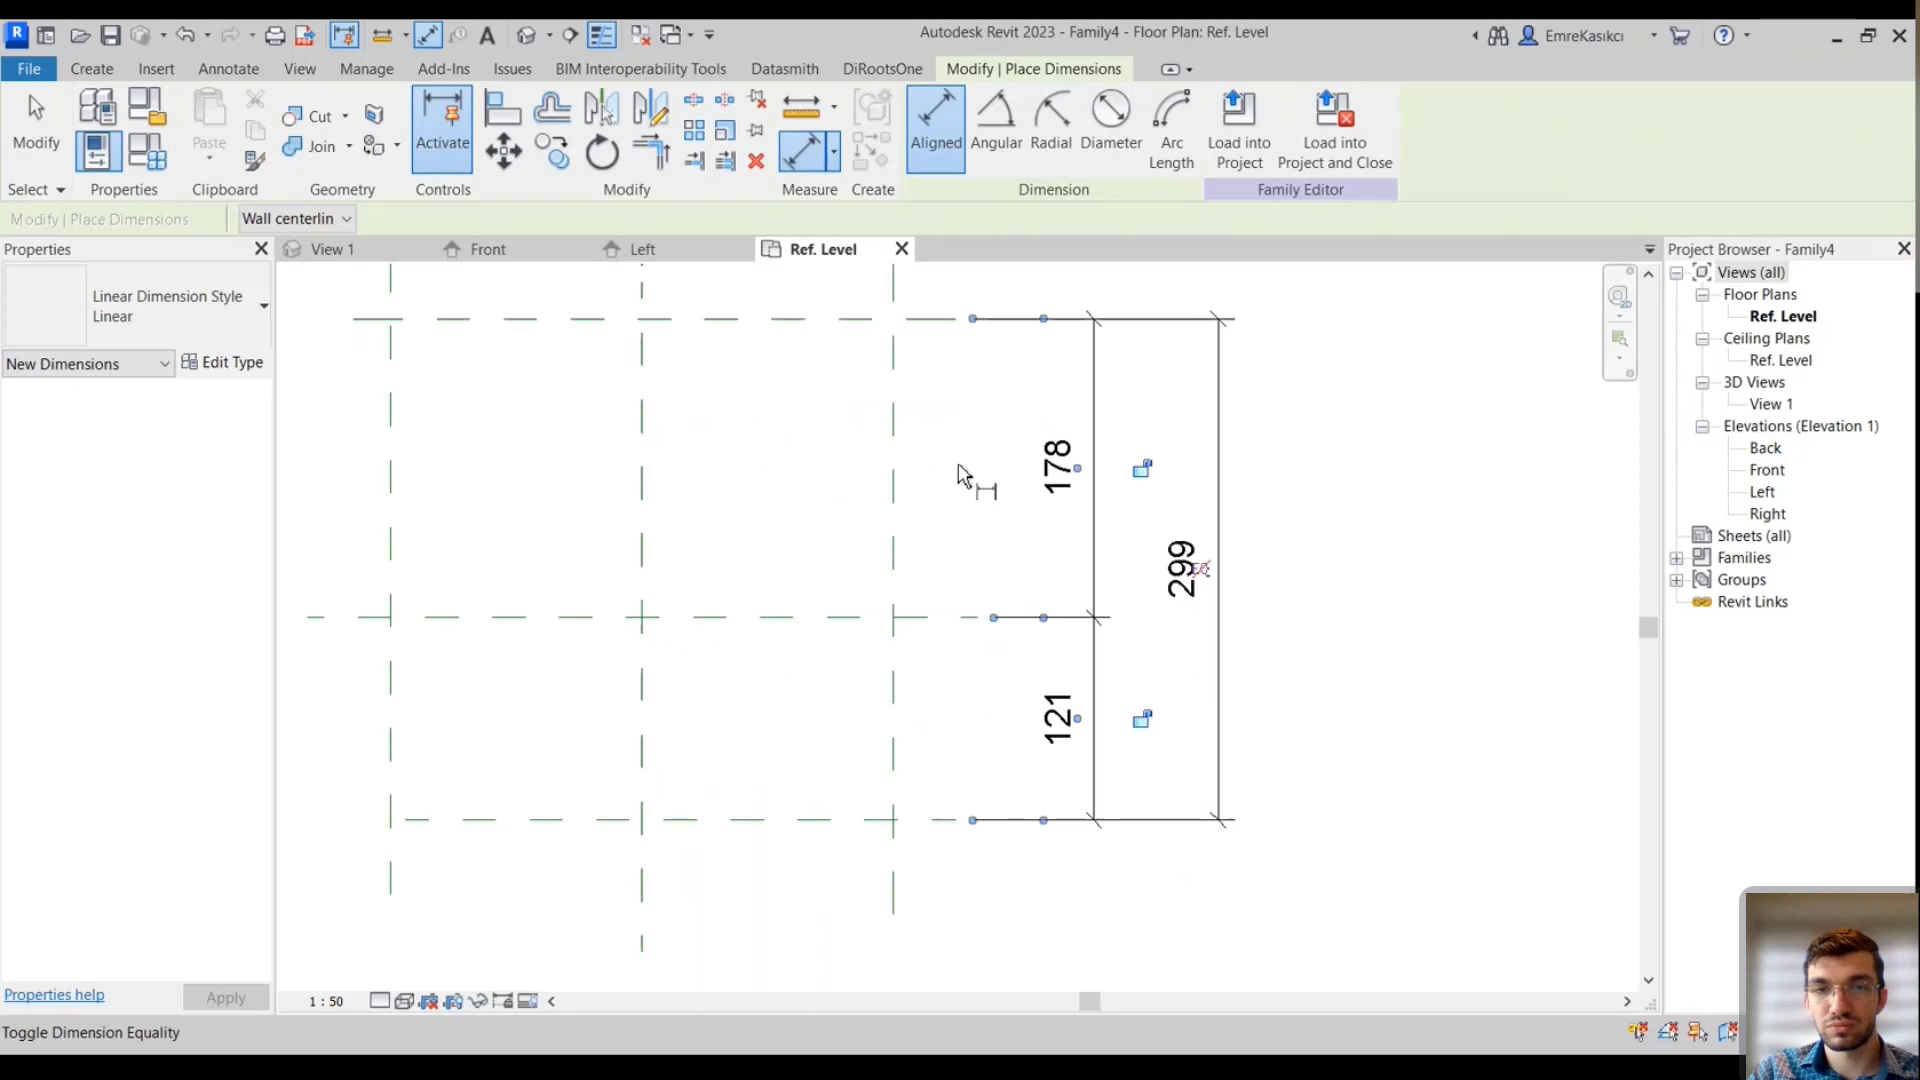 Autodesk Revit 2023 - Family4 - Floor Plan: Ref. Level
EmreKasıkcı
File Create Insert Annotate View Manage Add-Ins Issues BIM Interoperability Tools Datasmith DiRootsOne Modify | Place Dimensions
Modify
Paste
Cut
Join
Activate
Aligned Angular Radial Diameter Arc Length
Load into Project
Load into Project and Close
Select Properties Clipboard Geometry Controls Modify Measure Create Dimension Family Editor
Modify | Place Dimensions
Wall centerlin
Properties
View 1 Front Left Ref. Level
Project Browser - Family4
Linear Dimension Style
Linear
New Dimensions
Edit Type
Views (all)
Floor Plans
Ref. Level
Ceiling Plans
Ref. Level
3D Views
View 1
Elevations (Elevation 1)
Back
Front
Left
Right
Sheets (all)
Families
Groups
Revit Links
178
299
121
Properties help
Apply
1 : 50
Toggle Dimension Equality